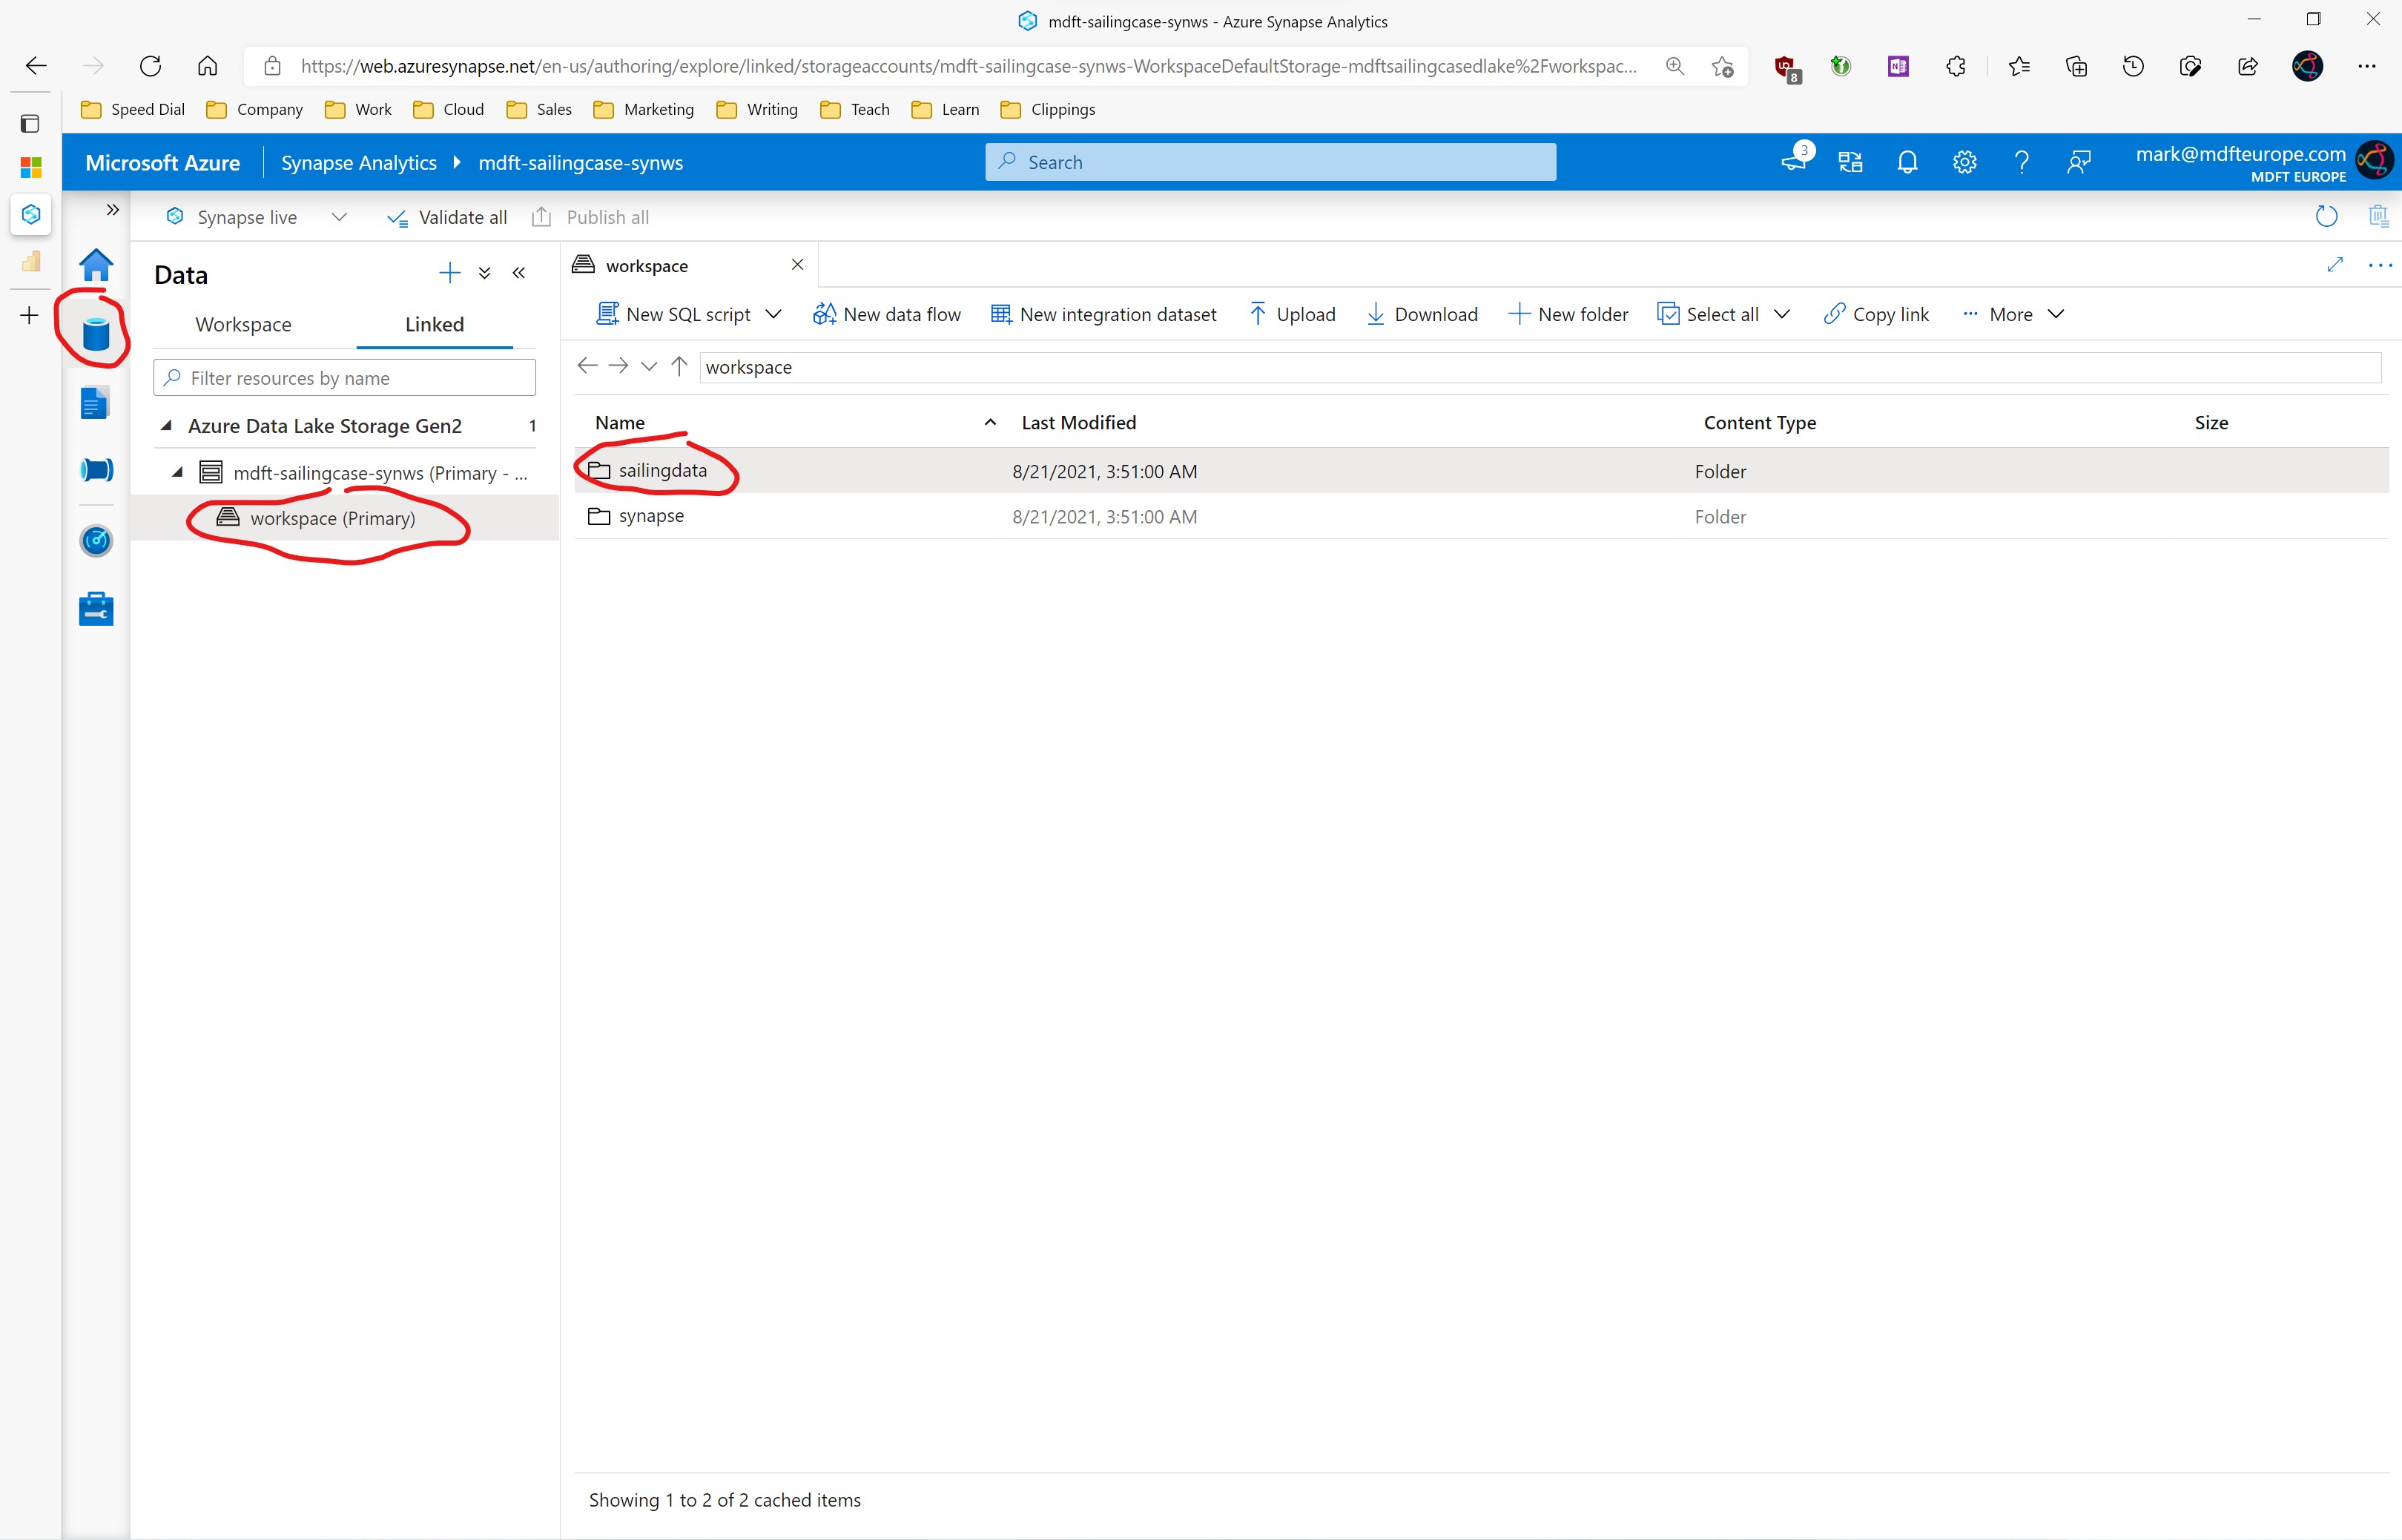 mdft-sailingcase-synws - Azure Synapse Analytics
https://web.azuresynapse.net/en-us/authoring/explore/linked/storageaccounts/mdft-sailingcase-synws-WorkspaceDefaultStorage-mdftsailingcasedlake%2Fworkspac...
8
Speed Dial Company Work Cloud Sales Marketing Writing Teach Learn Clippings
Microsoft Azure Synapse Analytics mdft-sailingcase-synws Search 3 mark@mdfteurope.com
MDFT EUROPE
Synapse live Validate all Publish all
Data
Workspace Linked
Filter resources by name
Azure Data Lake Storage Gen2 1
mdft-sailingcase-synws (Primary - ...
workspace (Primary)
workspace
New SQL script New data flow New integration dataset Upload Download New folder Select all Copy link ... More
workspace
Name Last Modified Content Type Size
sailingdata 8/21/2021, 3:51:00 AM Folder
synapse 8/21/2021, 3:51:00 AM Folder
Showing 1 to 2 of 2 cached items